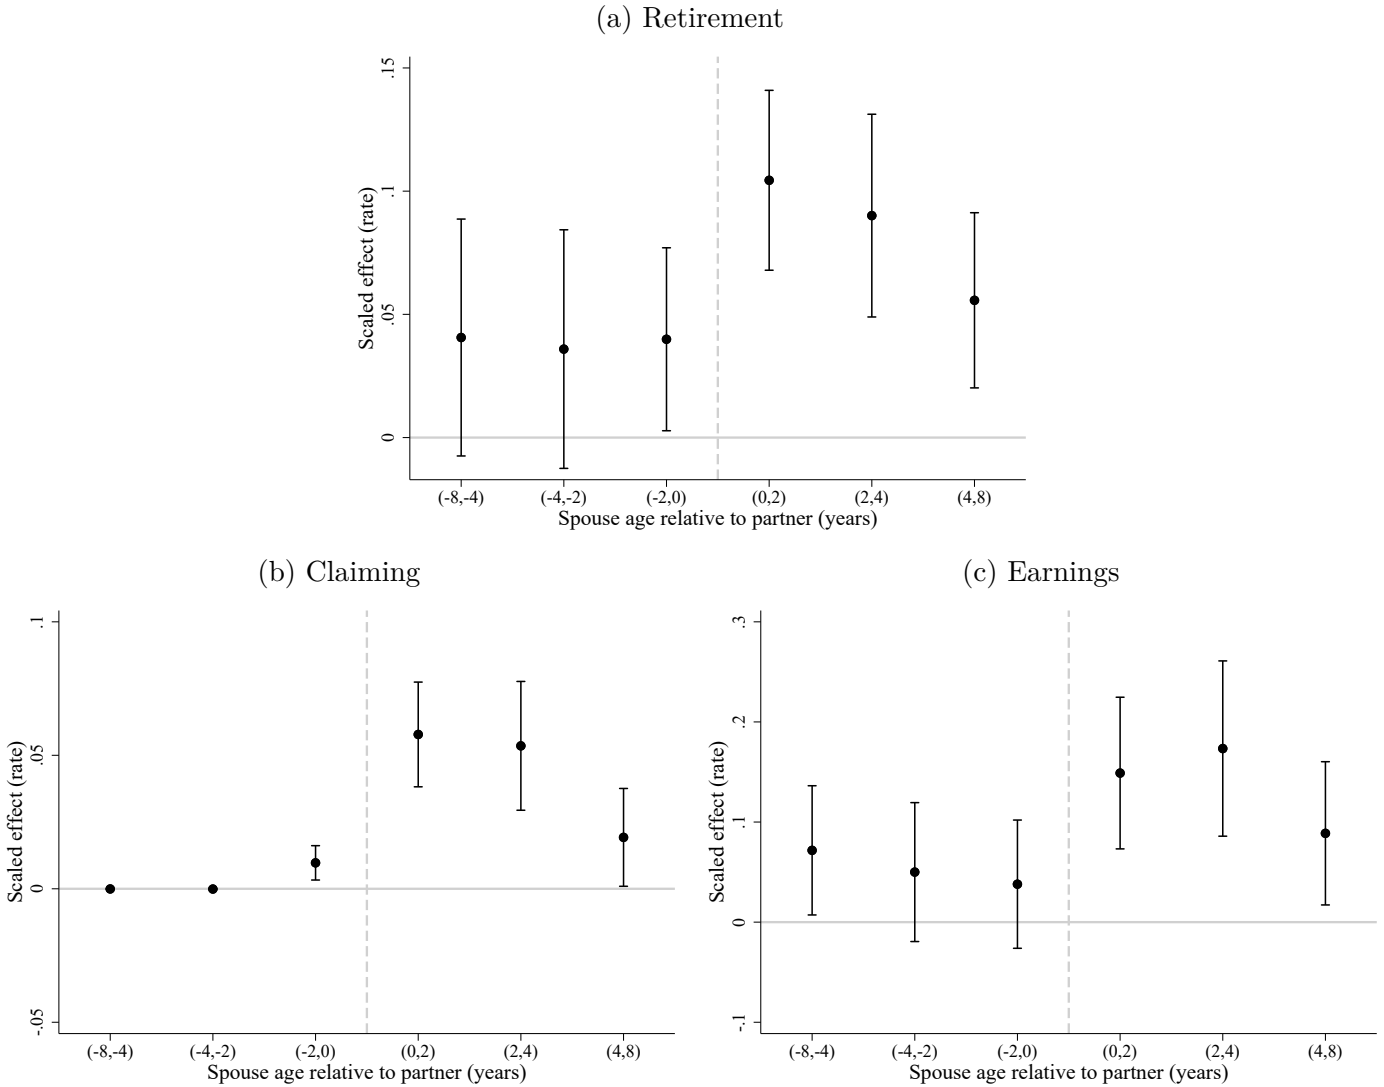 (a) Retirement
Scaled effect (rate)
.15
.1
.05
0
(-8,-4) (-4,-2) (-2,0) (0,2) (2,4) (4,8)
Spouse age relative to partner (years)
(b) Claiming
Scaled effect (rate)
.1
.05
0
-.05
(-8,-4) (-4,-2) (-2,0) (0,2) (2,4) (4,8)
Spouse age relative to partner (years)
(c) Earnings
Scaled effect (rate)
.3
.2
.1
0
-.1
(-8,-4) (-4,-2) (-2,0) (0,2) (2,4) (4,8)
Spouse age relative to partner (years)